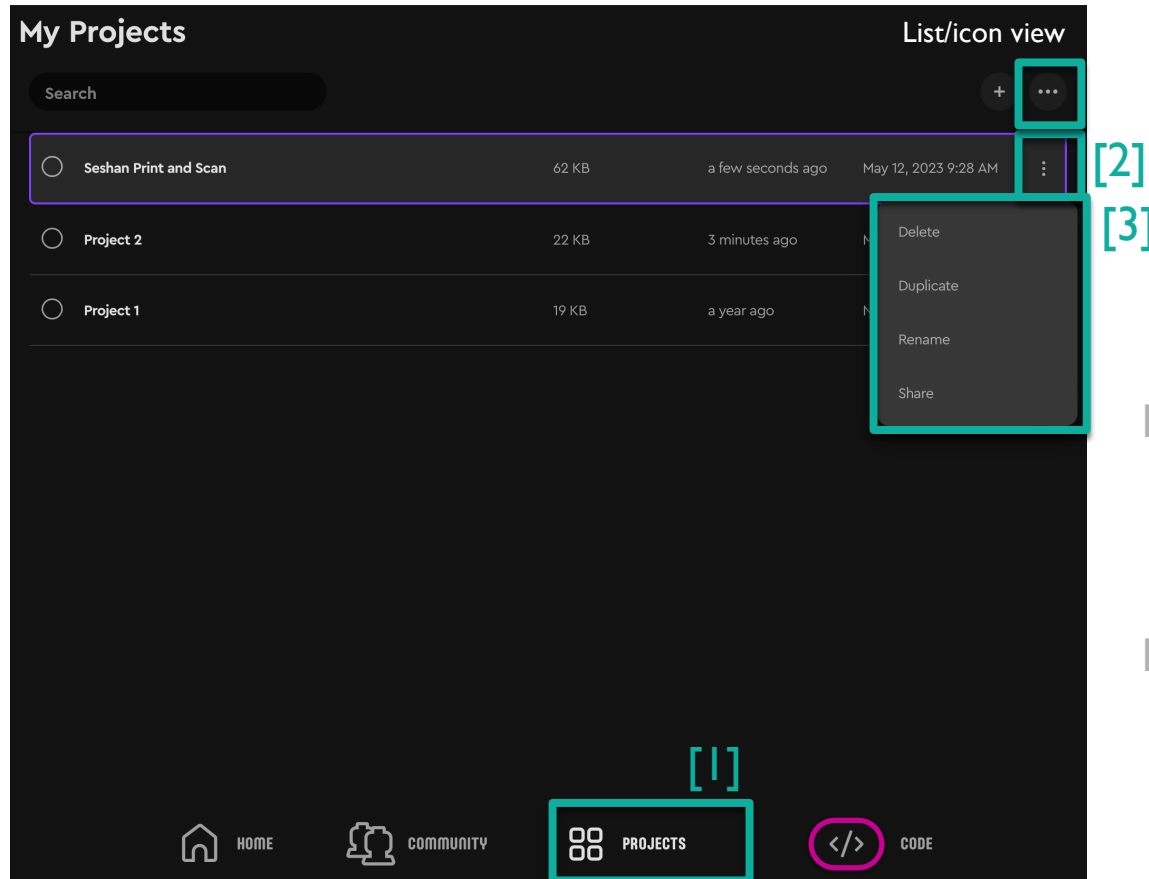 My Projects
List/icon view
Search
+ ...
Seshan Print and Scan 62 KB a few seconds ago May 12, 2023 9:28 AM
[2]
[3]
Project 2 22 KB 3 minutes ago
Delete
Duplicate
Project 1 19 KB a year ago
Rename
Share
[1]
HOME COMMUNITY PROJECTS </> CODE